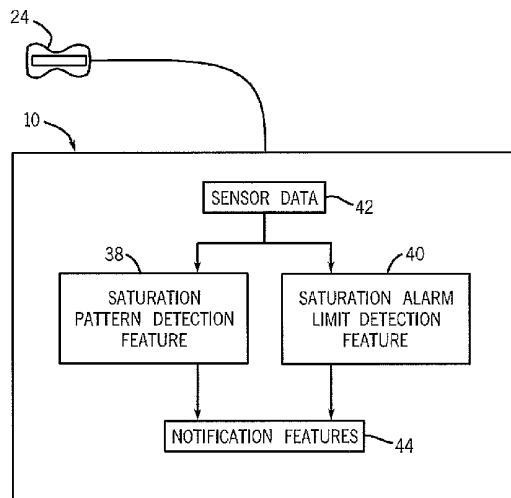 24
10
SENSOR DATA
42
38
40
SATURATION
PATTERN DETECTION
FEATURE
SATURATION ALARM
LIMIT DETECTION
FEATURE
NOTIFICATION FEATURES
44